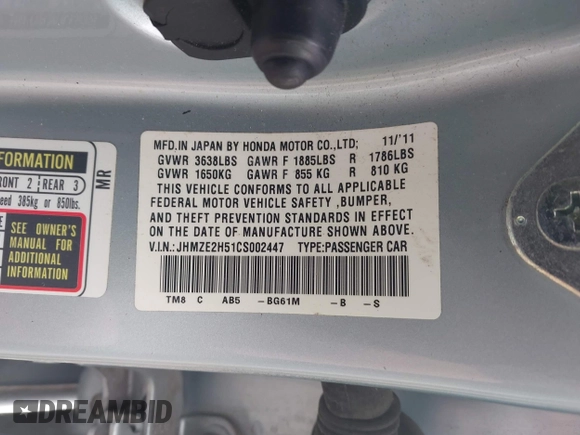 MFD.IN JAPAN BY HONDA MOTOR CO.,LTD; 11/'11
GVWR 3638LBS GAWR F 1885LBS R 1786LBS
GVWR 1650KG GAWR F 855 KG R 810 KG
THIS VEHICLE CONFORMS TO ALL APPLICABLE
FEDERAL MOTOR VEHICLE SAFETY ,BUMPER,
AND THEFT PREVENTION STANDARDS IN EFFECT
ON THE DATE OF MANUFACTURE SHOWN ABOVE.
V.I.N.: JHMZE2H51CS002447 TYPE:PASSENGER CAR
TM8 C AB5 -BG61M -B -S
FORMATION
FRONT 2 REAR 3
exceed 385kg or 850lbs.
SEE OWNER'S
MANUAL FOR
ADDITIONAL
INFORMATION
MR
DREAMBID